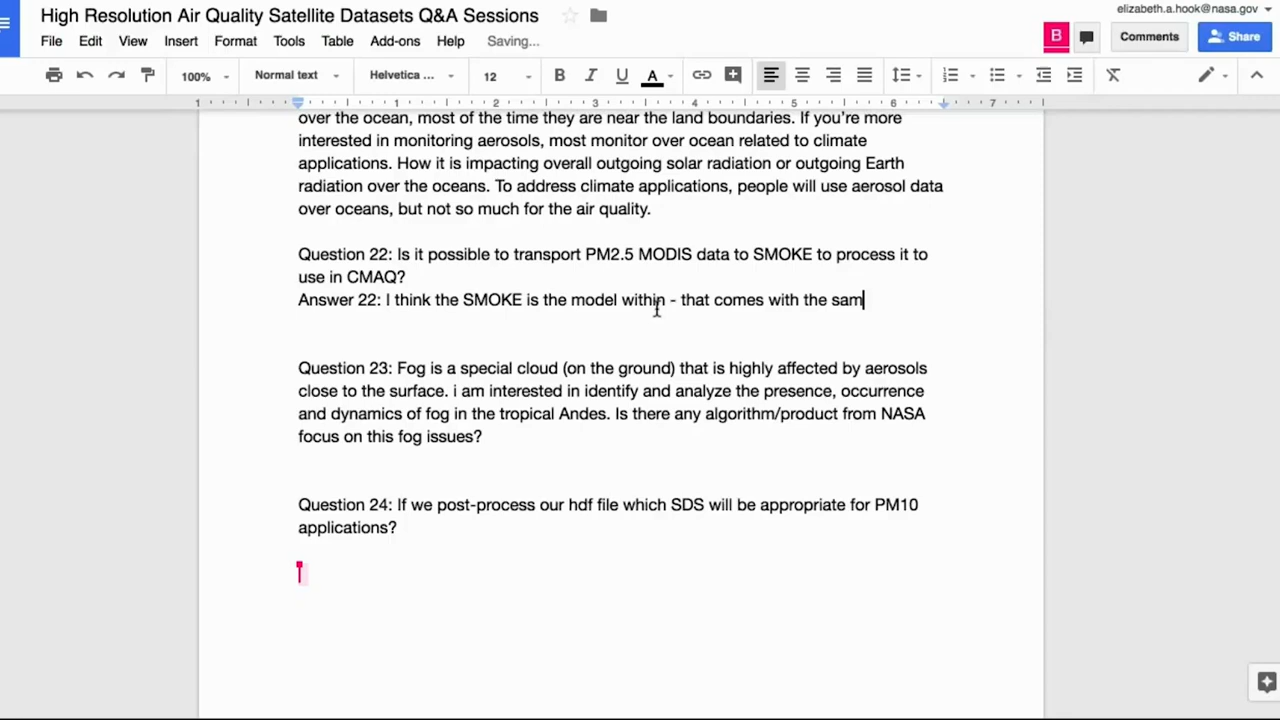 High Resolution Air Quality Satellite Datasets Q&A Sessions
elizabeth.a.hook@nasa.gov
File Edit View Insert Format Tools Table Add-ons Help Saving...
B Comments Share
100% Normal text Helvetica ... 12 B I U A
1 1 2 3 4 5 6 7
over the ocean, most of the time they are near the land boundaries. If you’re more
interested in monitoring aerosols, most monitor over ocean related to climate
applications. How it is impacting overall outgoing solar radiation or outgoing Earth
radiation over the oceans. To address climate applications, people will use aerosol data
over oceans, but not so much for the air quality.
Question 22: Is it possible to transport PM2.5 MODIS data to SMOKE to process it to
use in CMAQ?
Answer 22: I think the SMOKE is the model within - that comes with the sam
Question 23: Fog is a special cloud (on the ground) that is highly affected by aerosols
close to the surface. i am interested in identify and analyze the presence, occurrence
and dynamics of fog in the tropical Andes. Is there any algorithm/product from NASA
focus on this fog issues?
Question 24: If we post-process our hdf file which SDS will be appropriate for PM10
applications?